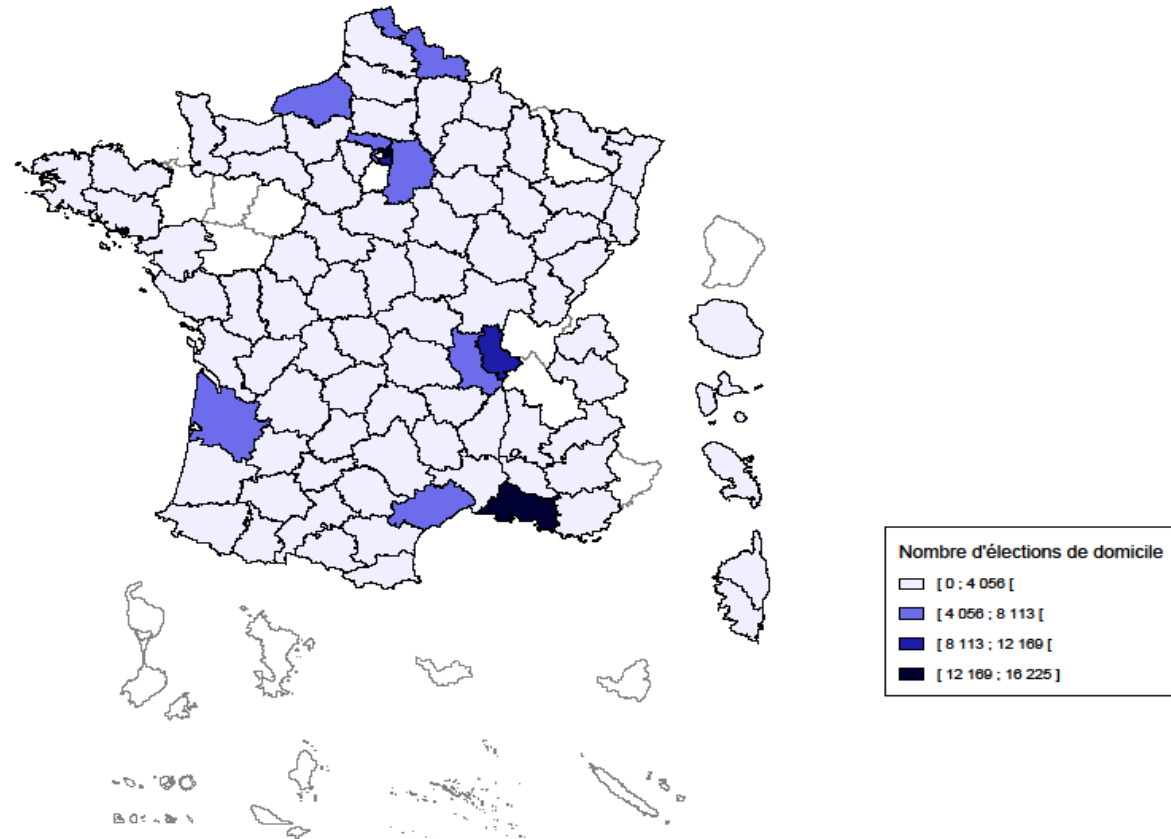 Nombre d'élections de domicile
[ 0 ; 4 056 [
[ 4 056 ; 8 113 [
[ 8 113 ; 12 169 [
[ 12 169 ; 16 225 ]